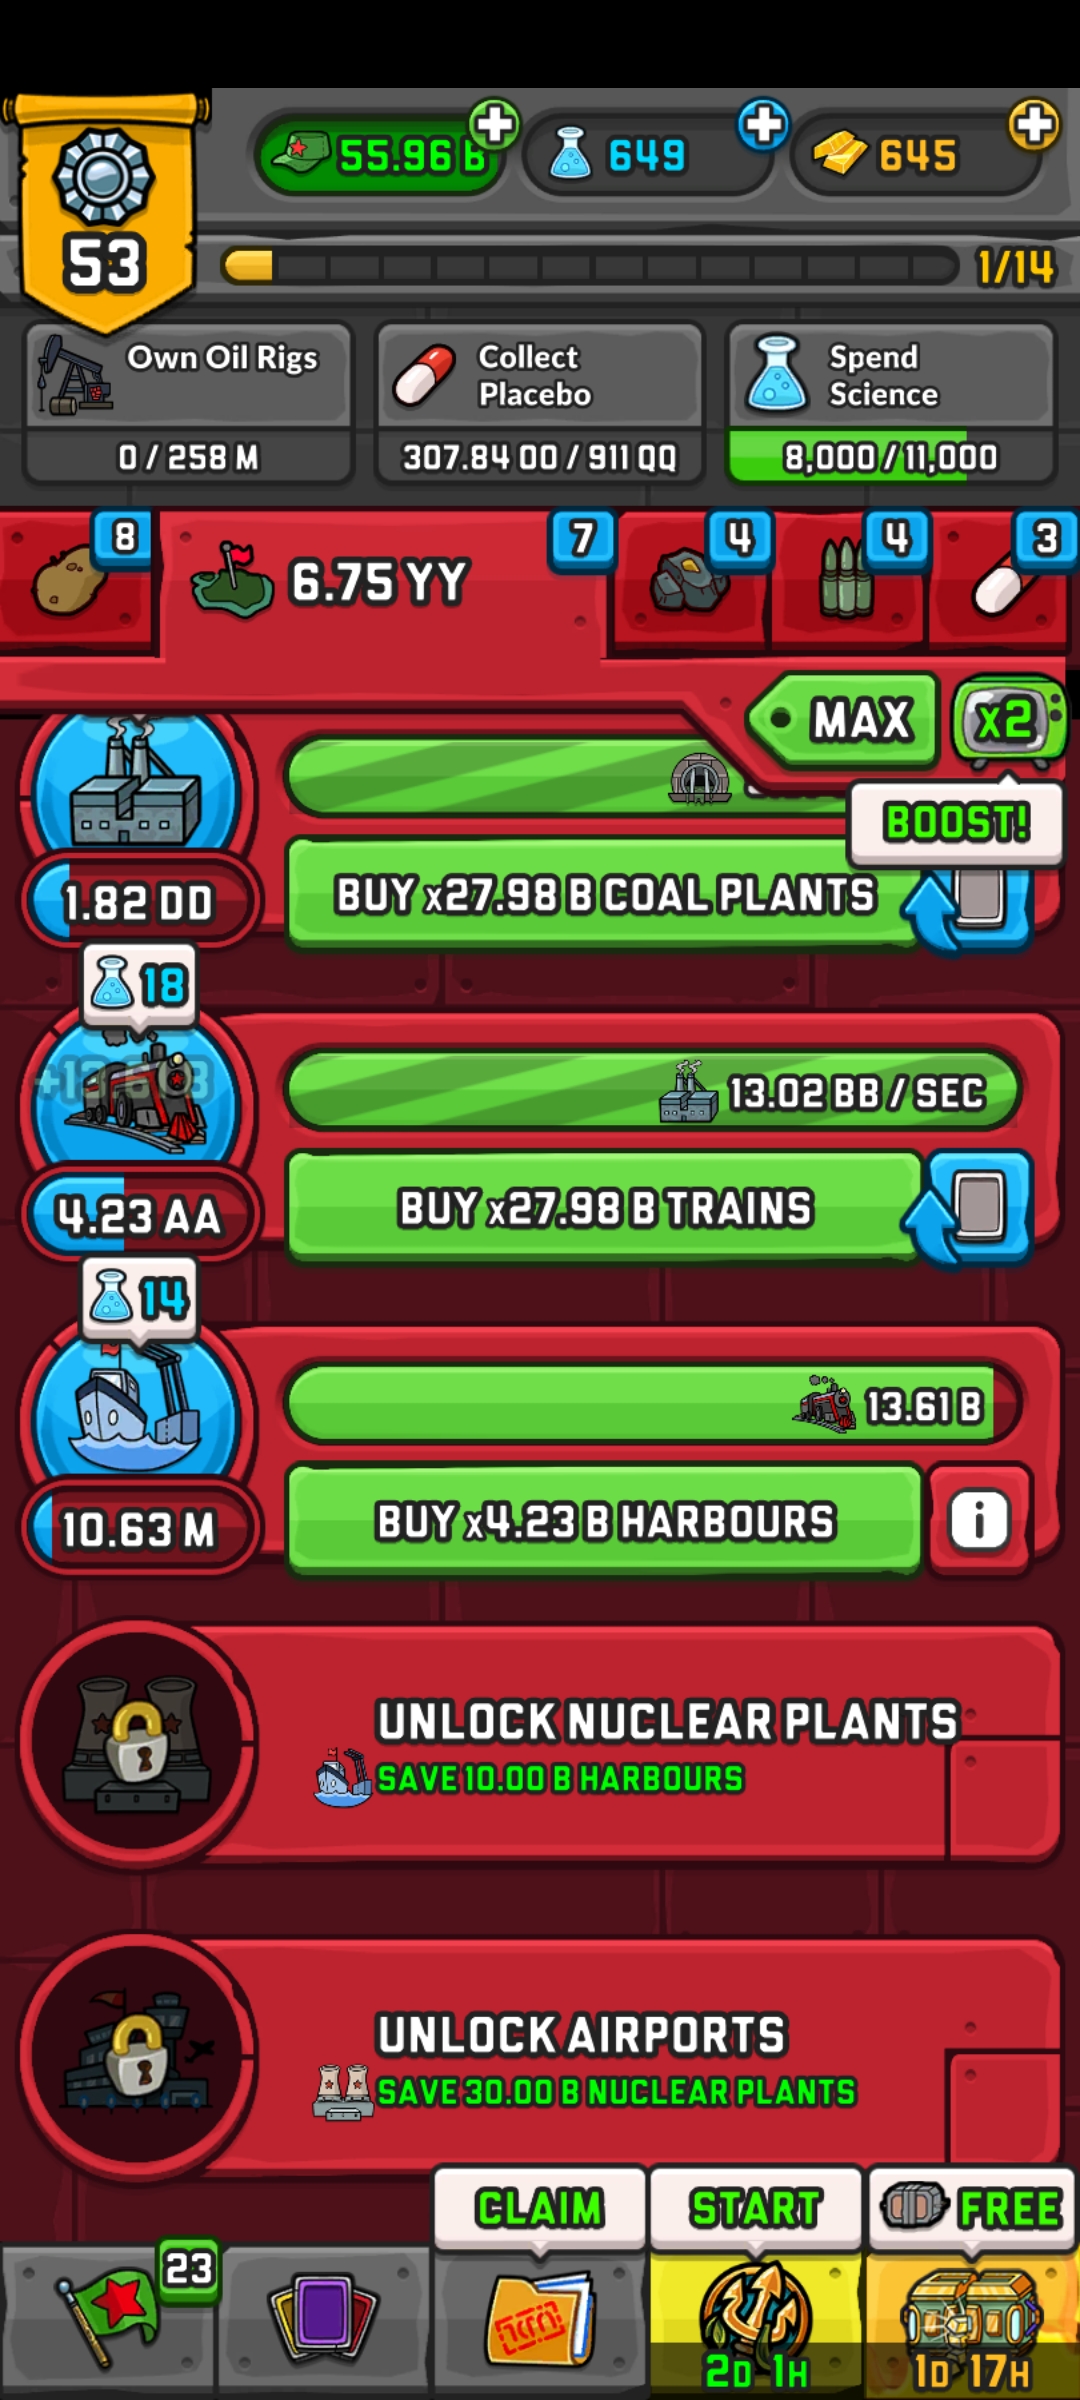 55.96 B
649
645
53
1/14
Own Oil Rigs
0 / 258 M
Collect
Placebo
307.84 OO / 911 QQ
Spend
Science
8,000 / 11,000
8
6.75 YY
7
4
4
3
MAX
x2
BOOST!
1.82 DD
BUY x27.98 B COAL PLANTS
18
13.02 BB / SEC
4.23 AA
BUY x27.98 B TRAINS
14
13.61 B
10.63 M
BUY x4.23 B HARBOURS
i
UNLOCK NUCLEAR PLANTS
SAVE 10.00 B HARBOURS
UNLOCK AIRPORTS
SAVE 30.00 B NUCLEAR PLANTS
CLAIM
START
FREE
23
2D 1H
1D 17H